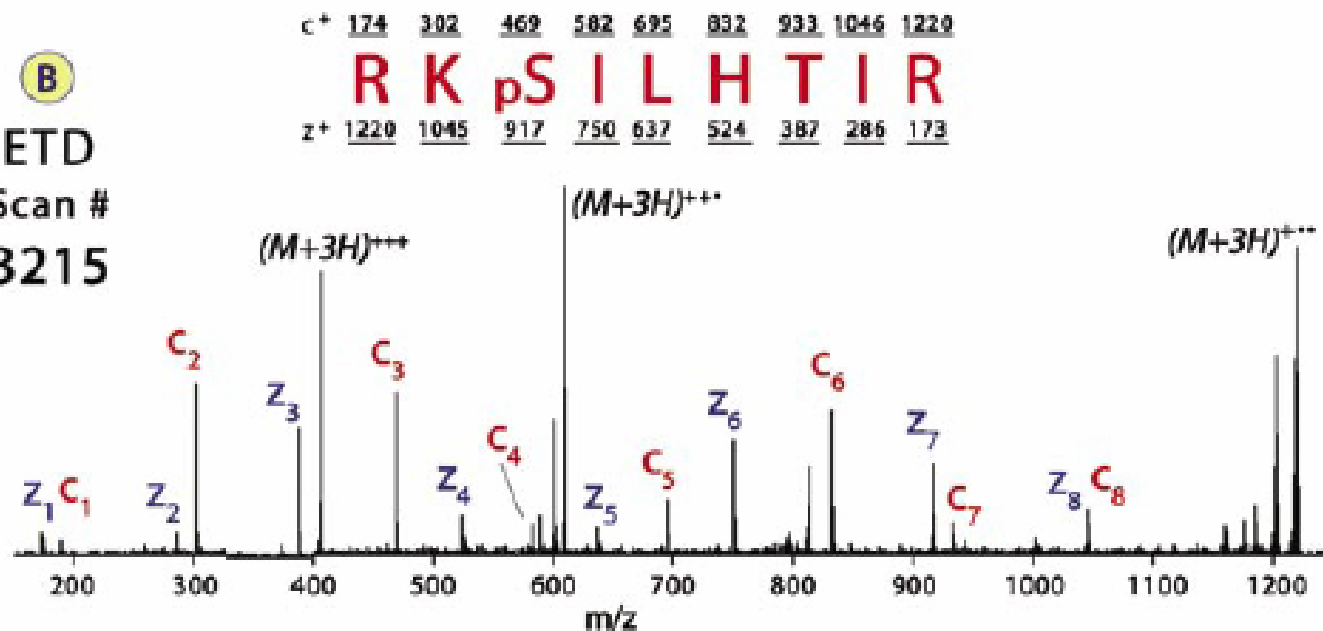 c+ 174 302 469 582 695 832 933 1046 1220
B
R K pS I L H T I R
z+ 1220 1045 917 750 637 524 387 286 173
ETD
Scan #
3215
(M+3H)+++
(M+3H)++•
(M+3H)+••
C2
C3
C6
Z3
Z6
Z7
C4
C5
Z1 C1
Z2
Z4
Z5
C7
Z8 C8
200 300 400 500 600 700 800 900 1000 1100 1200
m/z